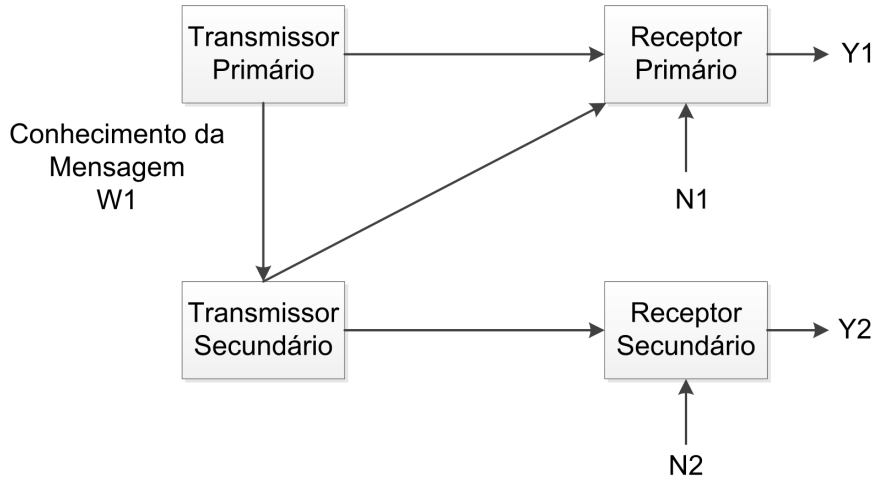 Transmissor
Primário
Receptor
Primário
Y1
Conhecimento da
Mensagem
W1
N1
Transmissor
Secundário
Receptor
Secundário
Y2
N2